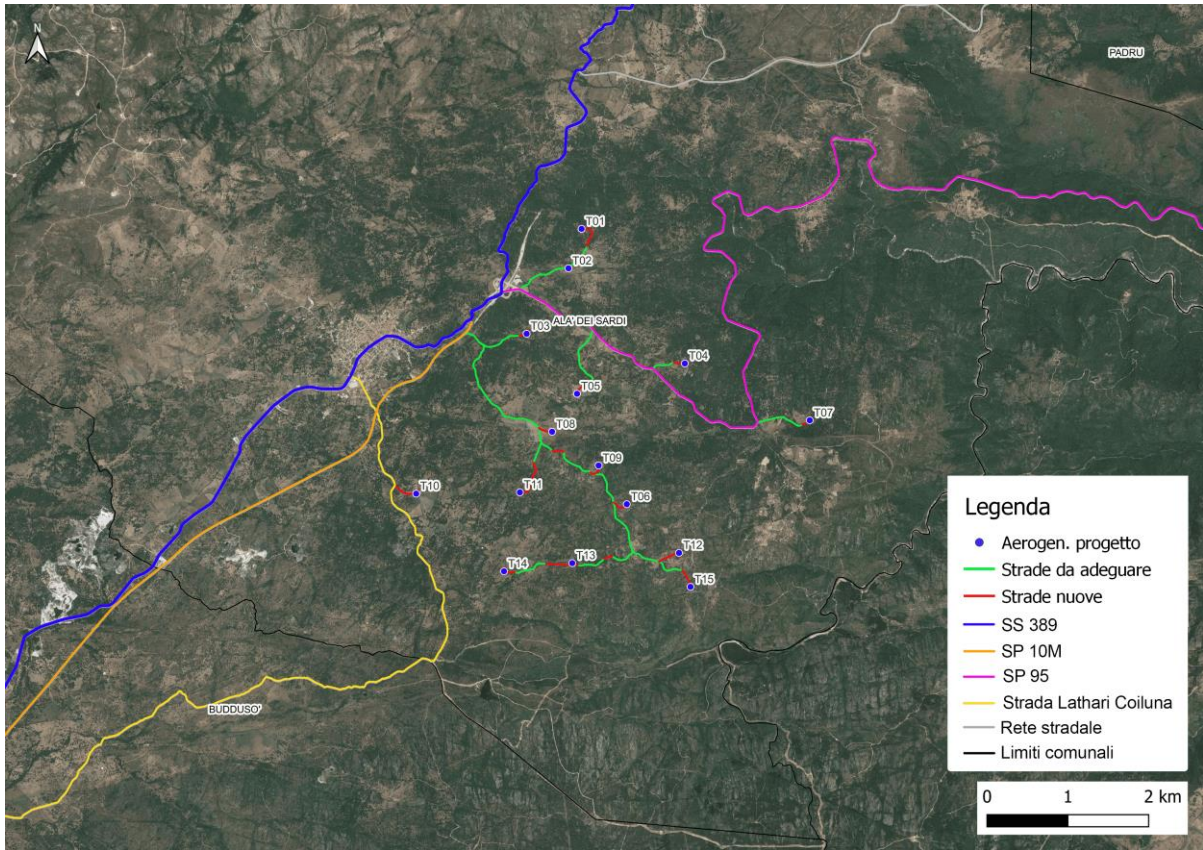 N
PADRU
T01
T02
ALA' DEI SARDI
T03
T04
T05
T07
T08
T09
T10
T11
T06
T12
T13
T14
T15
BUDDUSO'
Legenda
Aerogen. progetto
Strade da adeguare
Strade nuove
SS 389
SP 10M
SP 95
Strada Lathari Coiluna
Rete stradale
Limiti comunali
0 1 2 km